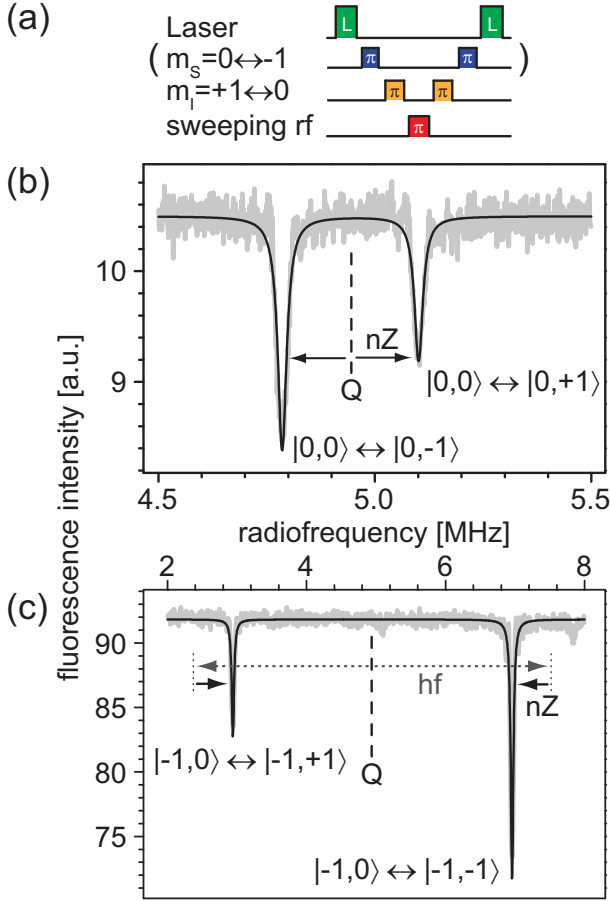 (a)
Laser
L
L
( m_S=0↔-1 )
π
π
m_I=+1↔0
π
π
sweeping rf
π
(b)
10
9
nZ
Q
|0,0⟩ ↔ |0,+1⟩
|0,0⟩ ↔ |0,-1⟩
4.5 5.0 5.5
radiofrequency [MHz]
fluorescence intensity [a.u.]
2 4 6 8
(c)
90
85
80
75
hf
nZ
|-1,0⟩ ↔ |-1,+1⟩
Q
|-1,0⟩ ↔ |-1,-1⟩